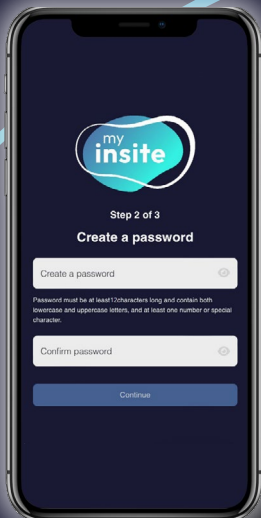 my
insite
Step 2 of 3
Create a password
Create a password
Password must be at least12characters long and contain both
lowercase and uppercase letters, and at least one number or special
character.
Confirm password
Continue